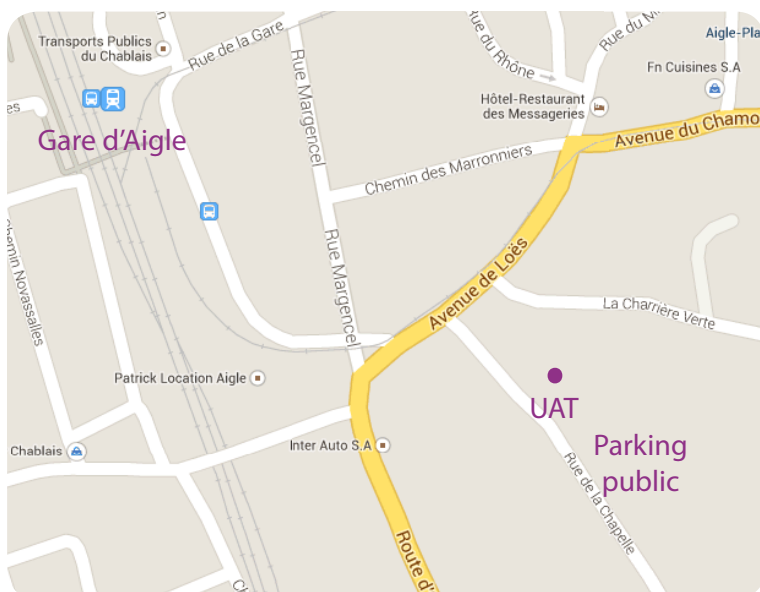 Transports Publics
du Chablais
Rue de la Gare
Rue du Rhône
Rue du
Aigle-Pla
Fn Cuisines S.A
Hôtel-Restaurant
des Messageries
Avenue du Chamo
Gare d'Aigle
Rue Margencel
Chemin des Marronniers
Rue Margencel
Avenue de Loës
Chemin Novassalles
La Charrière Verte
Patrick Location Aigle
UAT
Parking
public
Chablais
Inter Auto S.A
Rue de la Chapelle
Route d'